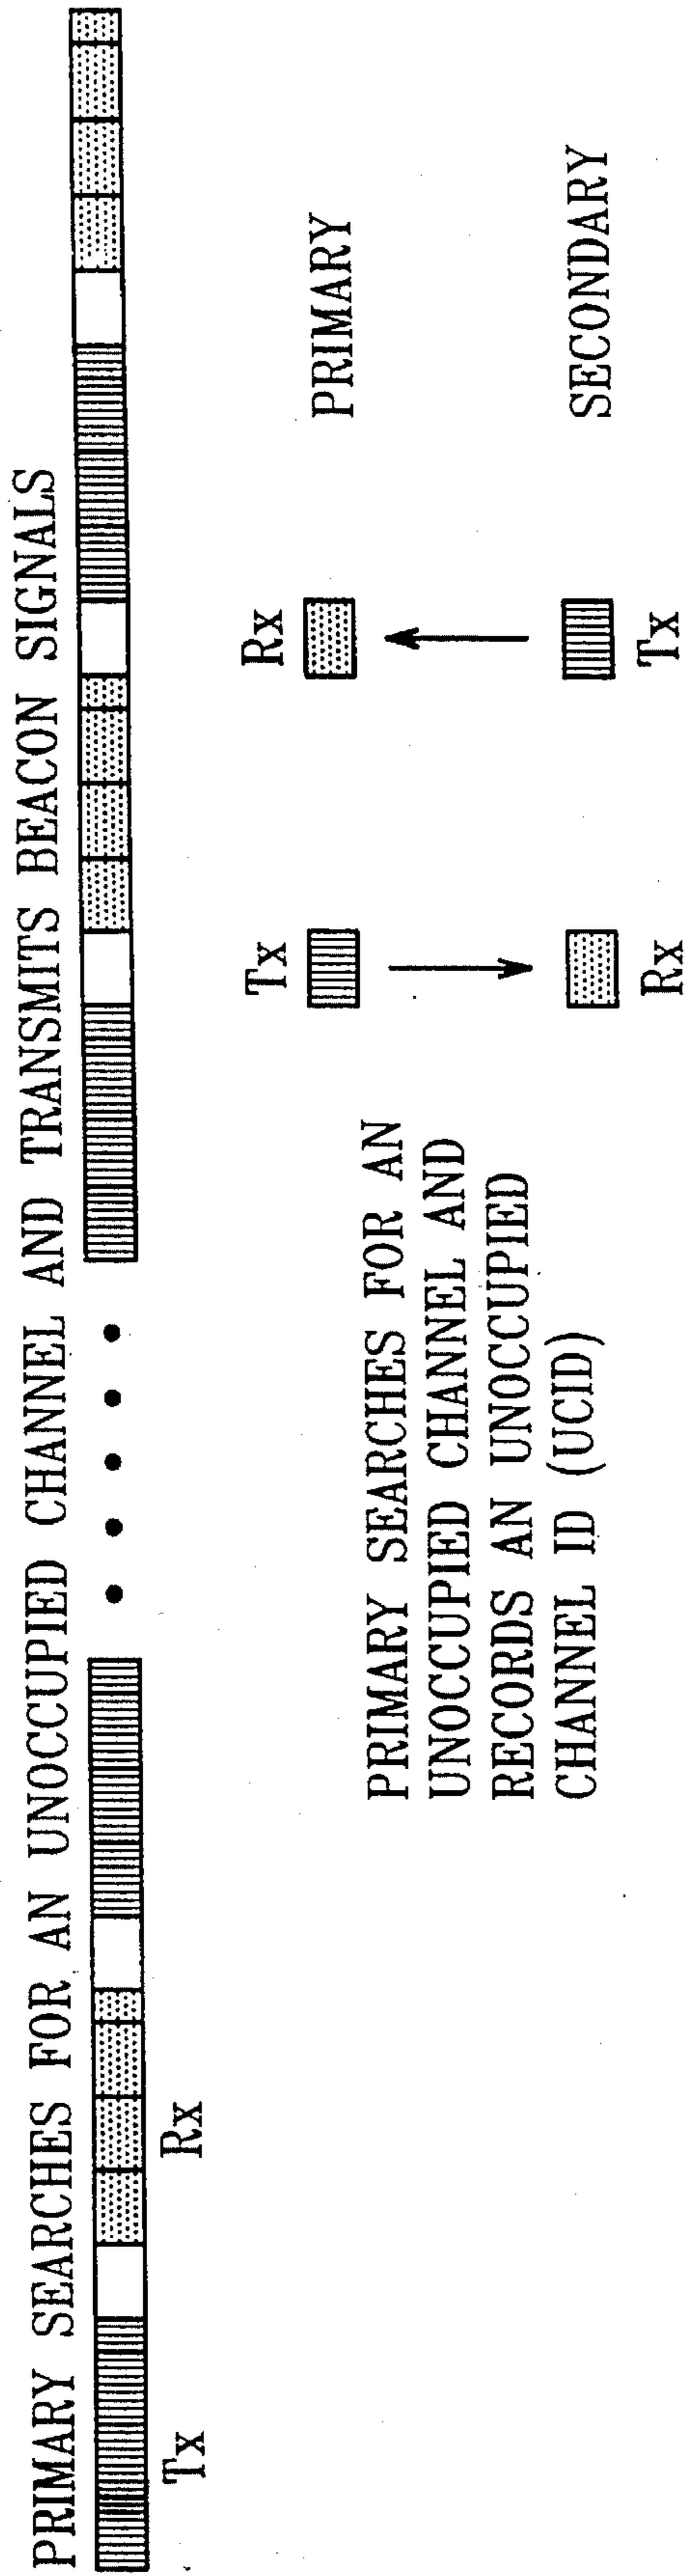 PRIMARY SEARCHES FOR AN UNOCCUPIED CHANNEL AND TRANSMITS BEACON SIGNALS
Tx
Rx
Tx
Rx
PRIMARY
PRIMARY SEARCHES FOR AN
UNOCCUPIED CHANNEL AND
RECORDS AN UNOCCUPIED
CHANNEL ID (UCID)
SECONDARY
Rx
Tx